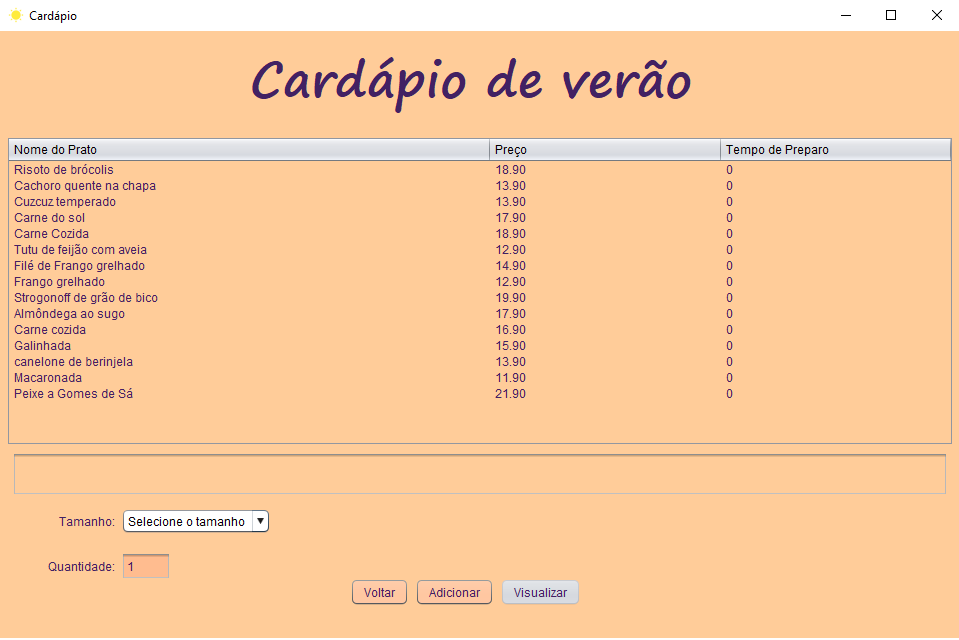 Cardápio
Cardápio de verão
Nome do Prato Preço Tempo de Preparo
Risoto de brócolis 18.90 0
Cachoro quente na chapa 13.90 0
Cuzcuz temperado 13.90 0
Carne do sol 17.90 0
Carne Cozida 18.90 0
Tutu de feijão com aveia 12.90 0
Filé de Frango grelhado 14.90 0
Frango grelhado 12.90 0
Strogonoff de grão de bico 19.90 0
Almôndega ao sugo 17.90 0
Carne cozida 16.90 0
Galinhada 15.90 0
canelone de berinjela 13.90 0
Macaronada 11.90 0
Peixe a Gomes de Sá 21.90 0
Tamanho: Selecione o tamanho
Quantidade: 1
Voltar Adicionar Visualizar